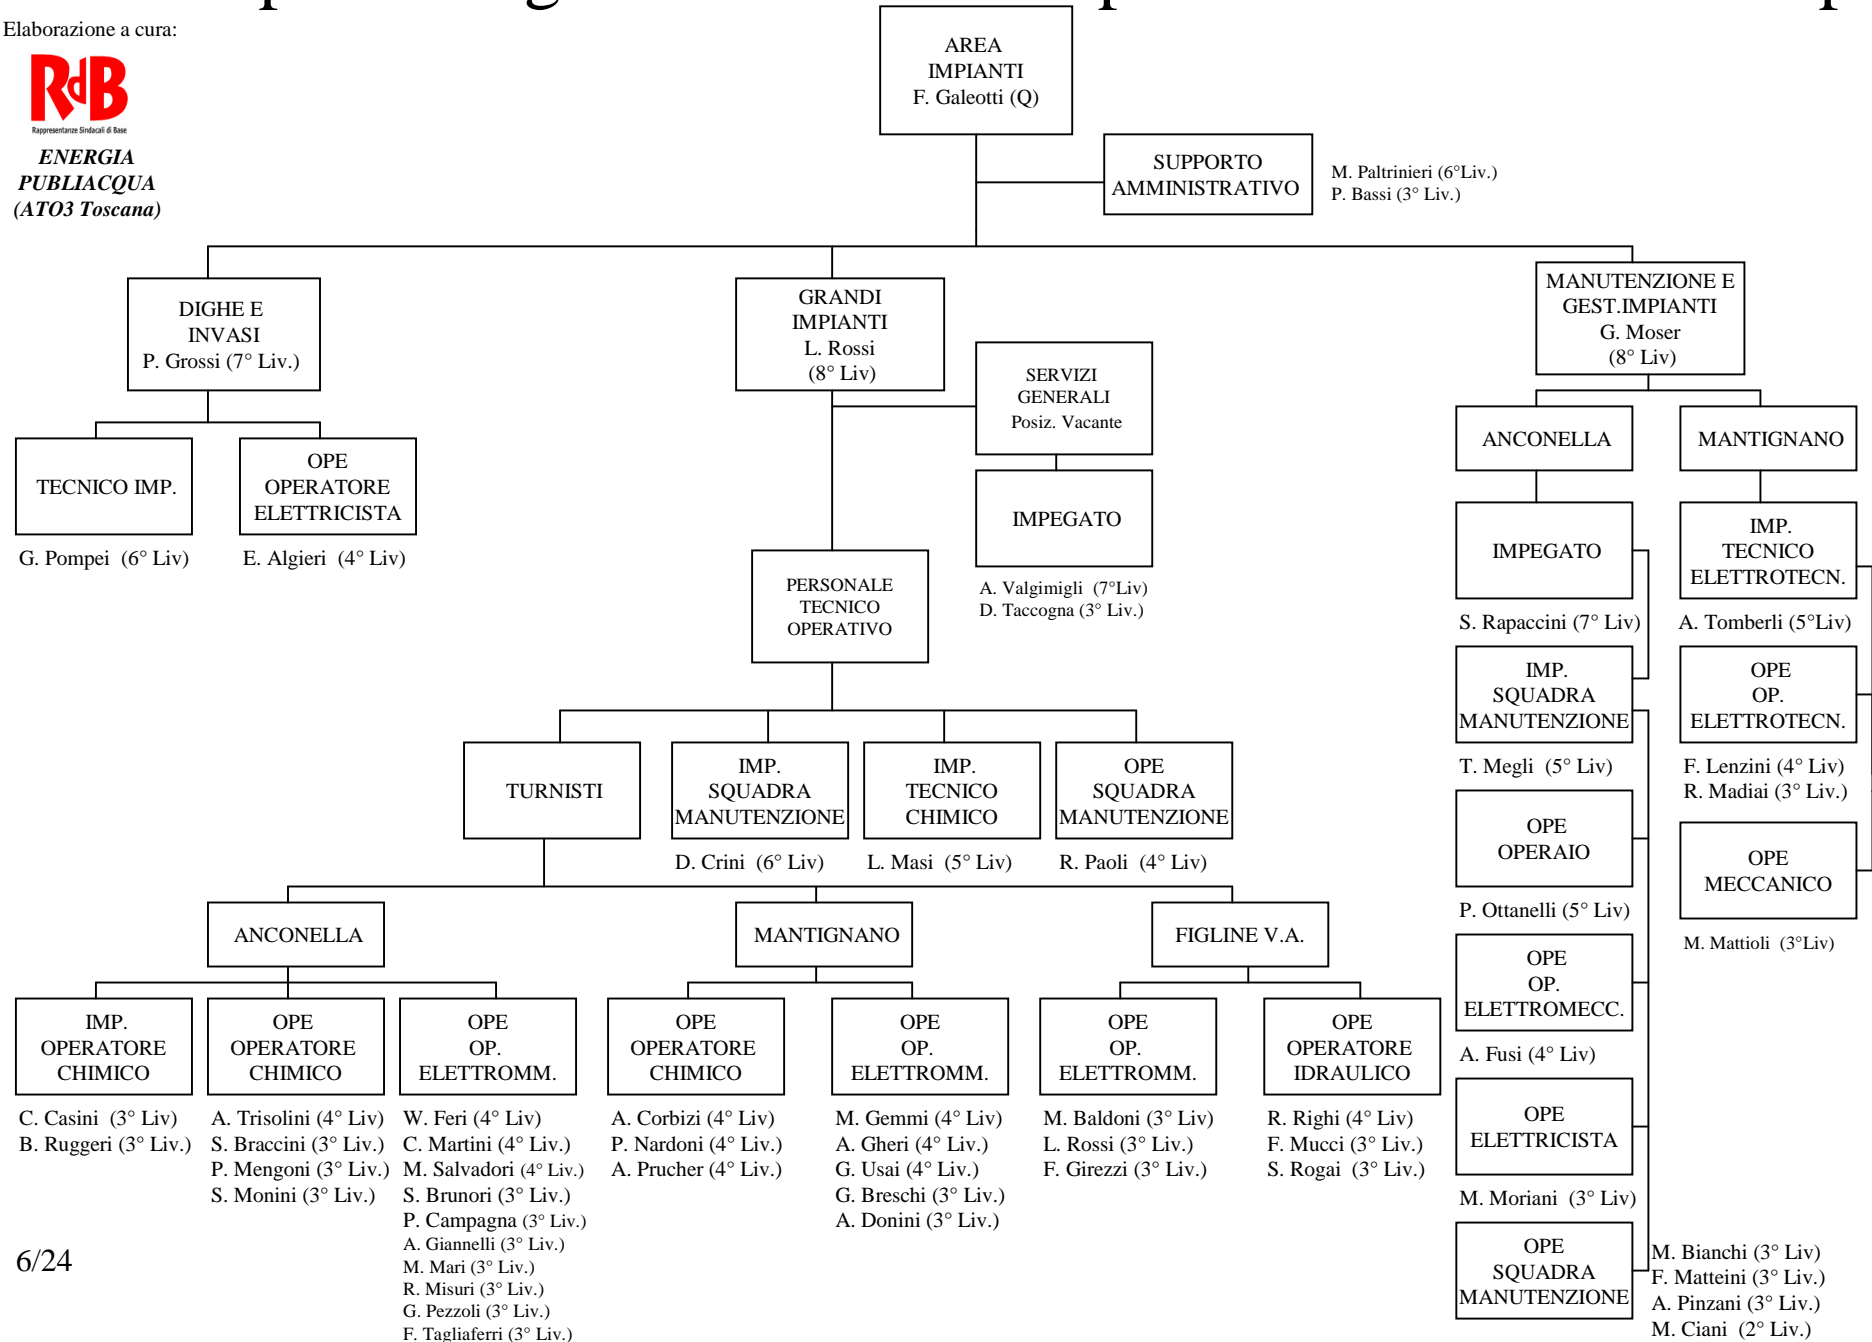 Elaborazione a cura:
RdB
Rappresentanze Sindacali di Base
ENERGIA
PUBLIACQUA
(ATO3 Toscana)
AREA
IMPIANTI
F. Galeotti (Q)
SUPPORTO
AMMINISTRATIVO
M. Paltrinieri (6°Liv.)
P. Bassi (3° Liv.)
DIGHE E
INVASI
P. Grossi (7° Liv.)
TECNICO IMP.
G. Pompei (6° Liv)
OPE
OPERATORE
ELETTRICISTA
E. Algieri (4° Liv)
GRANDI
IMPIANTI
L. Rossi
(8° Liv)
SERVIZI
GENERALI
Posiz. Vacante
IMPEGATO
A. Valgimigli (7°Liv)
D. Taccogna (3° Liv.)
PERSONALE
TECNICO
OPERATIVO
TURNISTI
IMP.
SQUADRA
MANUTENZIONE
D. Crini (6° Liv)
IMP.
TECNICO
CHIMICO
L. Masi (5° Liv)
OPE
SQUADRA
MANUTENZIONE
R. Paoli (4° Liv)
ANCONELLA
IMP.
OPERATORE
CHIMICO
C. Casini (3° Liv)
B. Ruggeri (3° Liv.)
OPE
OPERATORE
CHIMICO
A. Trisolini (4° Liv)
S. Braccini (3° Liv.)
P. Mengoni (3° Liv.)
S. Monini (3° Liv.)
OPE
OP.
ELETTROMM.
W. Feri (4° Liv)
C. Martini (4° Liv.)
M. Salvadori (4° Liv.)
S. Brunori (3° Liv.)
P. Campagna (3° Liv.)
A. Giannelli (3° Liv.)
M. Mari (3° Liv.)
R. Misuri (3° Liv.)
G. Pezzoli (3° Liv.)
F. Tagliaferri (3° Liv.)
MANTIGNANO
OPE
OPERATORE
CHIMICO
A. Corbizi (4° Liv)
P. Nardoni (4° Liv.)
A. Prucher (4° Liv.)
OPE
OP.
ELETTROMM.
M. Gemmi (4° Liv)
A. Gheri (4° Liv.)
G. Usai (4° Liv.)
G. Breschi (3° Liv.)
A. Donini (3° Liv.)
FIGLINE V.A.
OPE
OP.
ELETTROMM.
M. Baldoni (3° Liv)
L. Rossi (3° Liv.)
F. Girezzi (3° Liv.)
OPE
OPERATORE
IDRAULICO
R. Righi (4° Liv)
F. Mucci (3° Liv.)
S. Rogai (3° Liv.)
MANUTENZIONE E
GEST.IMPIANTI
G. Moser
(8° Liv)
ANCONELLA
IMPEGATO
S. Rapaccini (7° Liv)
IMP.
SQUADRA
MANUTENZIONE
T. Megli (5° Liv)
OPE
OPERAIO
P. Ottanelli (5° Liv)
OPE
OP.
ELETTROMECC.
A. Fusi (4° Liv)
OPE
ELETTRICISTA
M. Moriani (3° Liv)
OPE
SQUADRA
MANUTENZIONE
M. Bianchi (3° Liv)
F. Matteini (3° Liv.)
A. Pinzani (3° Liv.)
M. Ciani (2° Liv.)
MANTIGNANO
IMP.
TECNICO
ELETTROTECN.
A. Tomberli (5°Liv)
OPE
OP.
ELETTROTECN.
F. Lenzini (4° Liv)
R. Madiai (3° Liv.)
OPE
MECCANICO
M. Mattioli (3°Liv)
6/24